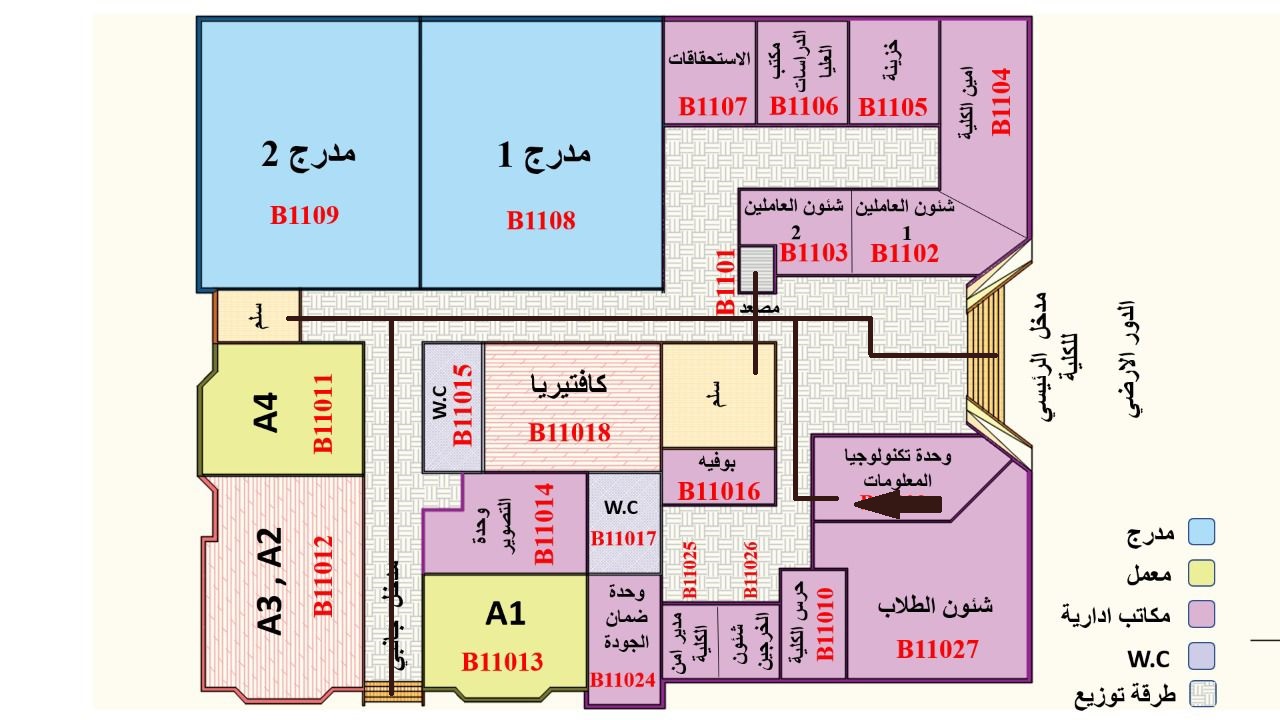 الاستحقاقات
B1107
مكتب
الدراسات
العليا
B1106
خزينة
B1105
امين الكلية
B1104
مدرج 2
B1109
مدرج 1
B1108
شئون العاملين
2
B1103
شئون العاملين
1
B1102
B1101
مصعد
سلم
مدخل الرئيسي
للكلية
الدور الارضي
A4
B11011
W.C
B11015
كافتيريا
B11018
سلم
بوفيه
B11016
وحدة تكنولوجيا
المعلومات
A3 , A2
B11012
وحدة
التصوير
B11014
W.C
B11017
B11025
B11026
مدخل جانبي
A1
B11013
وحدة
ضمان
الجودة
B11024
مدير امن
الكلية
شئون
الخرجين
حرس الكلية
B11010
شئون الطلاب
B11027
مدرج
معمل
مكاتب ادارية
W.C
طرقة توزيع